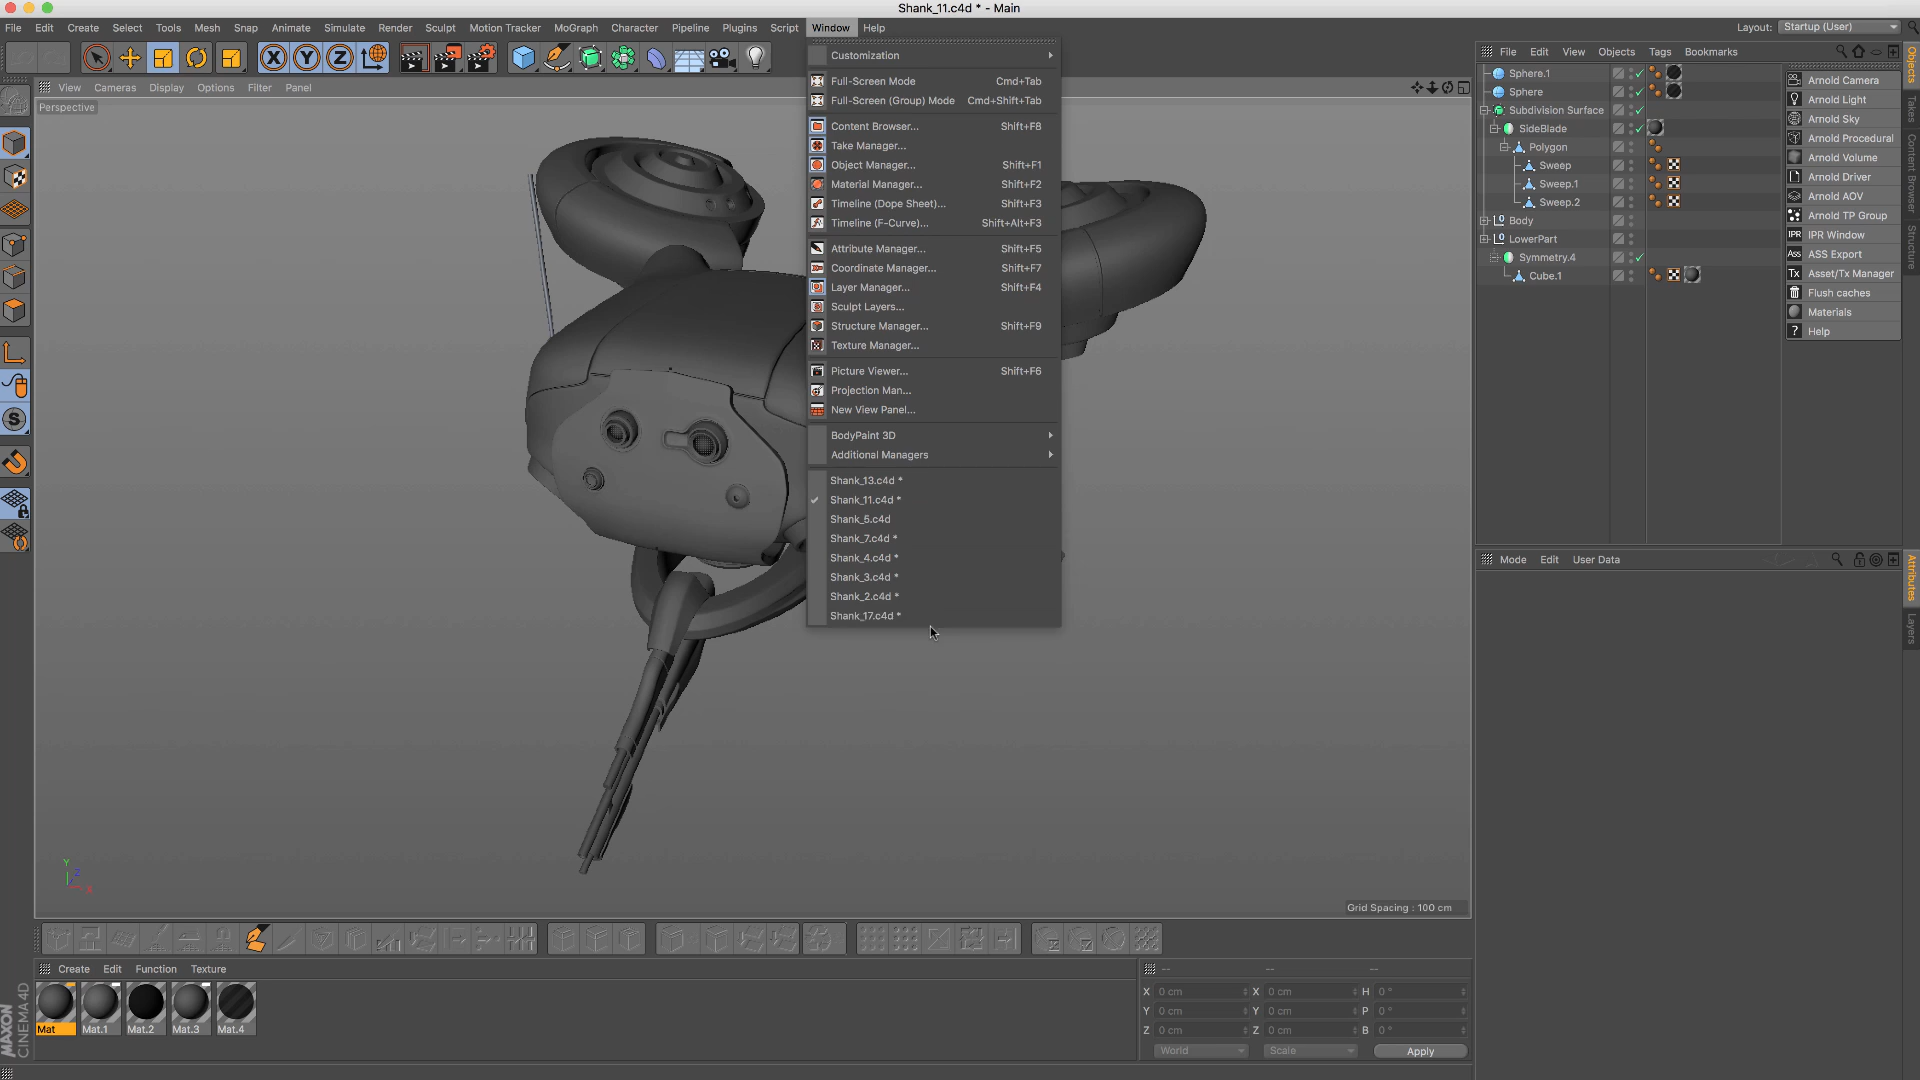 Shank_11.c4d * - Main
File Edit Create Select Tools Mesh Snap Animate Simulate Render Sculpt Motion Tracker MoGraph Character Pipeline Plugins Script Window Help
Layout: Startup (User)
View Cameras Display Options Filter Panel
Perspective
Customization
Full-Screen Mode Cmd+Tab
Full-Screen (Group) Mode Cmd+Shift+Tab
Content Browser... Shift+F8
Take Manager...
Object Manager... Shift+F1
Material Manager... Shift+F2
Timeline (Dope Sheet)... Shift+F3
Timeline (F-Curve)... Shift+Alt+F3
Attribute Manager... Shift+F5
Coordinate Manager... Shift+F7
Layer Manager... Shift+F4
Sculpt Layers...
Structure Manager... Shift+F9
Texture Manager...
Picture Viewer... Shift+F6
Projection Man...
New View Panel...
BodyPaint 3D
Additional Managers
Shank_13.c4d *
Shank_11.c4d *
Shank_5.c4d
Shank_7.c4d *
Shank_4.c4d *
Shank_3.c4d *
Shank_2.c4d *
Shank_17.c4d *
File Edit View Objects Tags Bookmarks
Sphere.1
Sphere
Subdivision Surface
SideBlade
Polygon
Sweep
Sweep.1
Sweep.2
Body
LowerPart
Symmetry.4
Cube.1
Arnold Camera
Arnold Light
Arnold Sky
Arnold Procedural
Arnold Volume
Arnold Driver
Arnold AOV
Arnold TP Group
IPR IPR Window
Ass ASS Export
Tx Asset/Tx Manager
Flush caches
Materials
? Help
Objects
Takes
Content Browser
Structure
Mode Edit User Data
Attributes
Layers
X Y Z
Y
Z
X
Grid Spacing : 100 cm
Create Edit Function Texture
Mat Mat.1 Mat.2 Mat.3 Mat.4
-- -- --
X 0 cm X 0 cm H 0 °
Y 0 cm Y 0 cm P 0 °
Z 0 cm Z 0 cm B 0 °
World Scale Apply
MAXON
CINEMA 4D